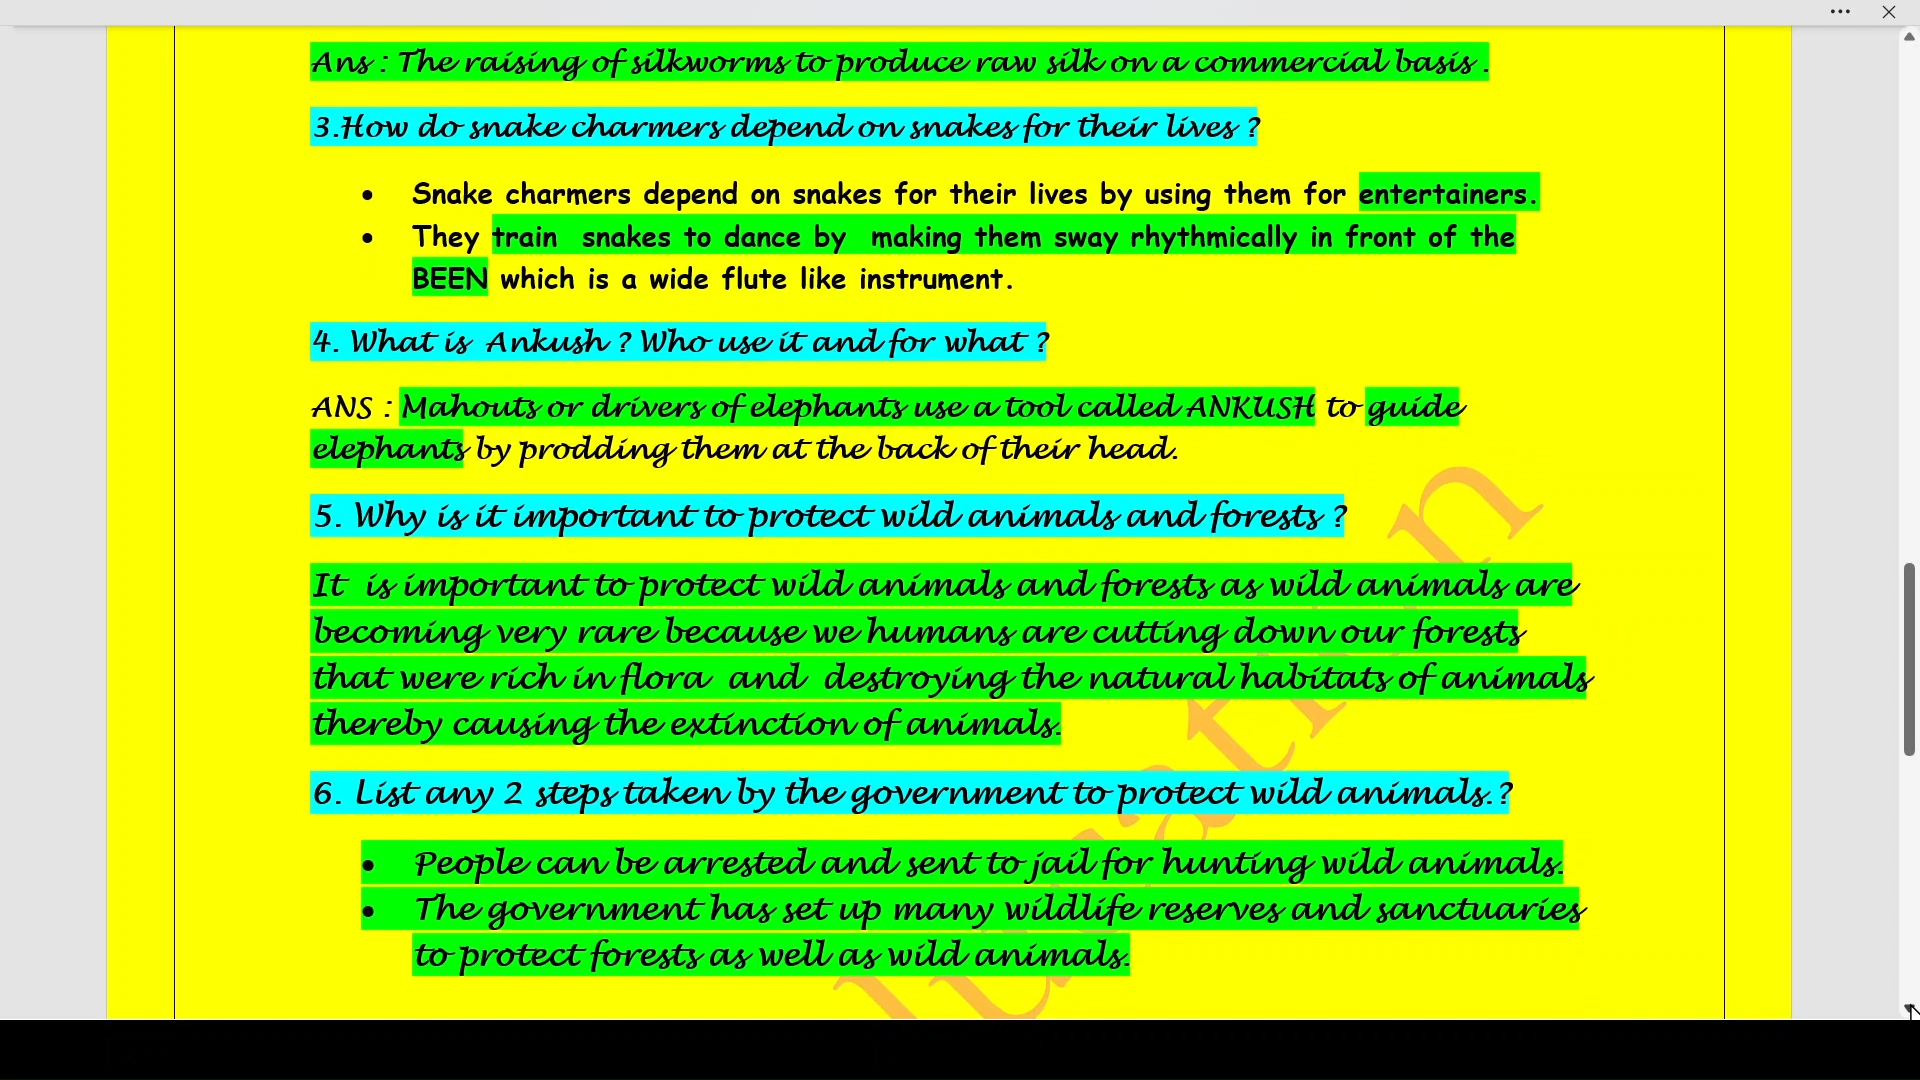 Ans : The raising of silkworms to produce raw silk on a commercial basis .
3.How do snake charmers depend on snakes for their lives ?
• Snake charmers depend on snakes for their lives by using them for entertainers.
• They train snakes to dance by making them sway rhythmically in front of the
BEEN which is a wide flute like instrument.
4. What is Ankush ? Who use it and for what ?
ANS : Mahouts or drivers of elephants use a tool called ANKUSH to guide
elephants by prodding them at the back of their head.
5. Why is it important to protect wild animals and forests ?
It is important to protect wild animals and forests as wild animals are
becoming very rare because we humans are cutting down our forests
that were rich in flora and destroying the natural habitats of animals
thereby causing the extinction of animals.
6. List any 2 steps taken by the government to protect wild animals.?
• People can be arrested and sent to jail for hunting wild animals.
• The government has set up many wildlife reserves and sanctuaries
to protect forests as well as wild animals.